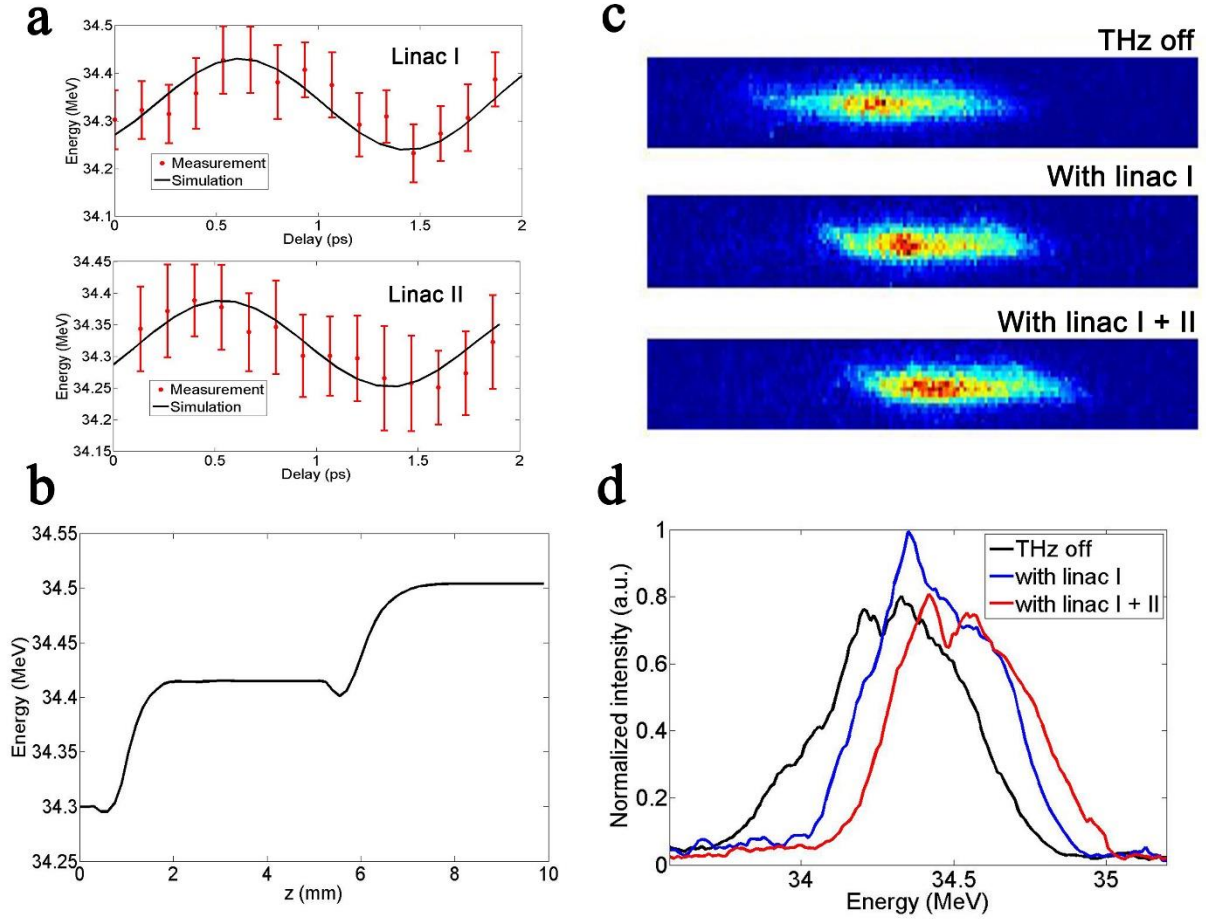 a
34.5
34.4
34.3
34.2
34.1
Energy (MeV)
Linac I
Measurement
Simulation
0 0.5 1 1.5 2
Delay (ps)
34.45
34.4
34.35
34.3
34.25
34.2
34.15
Energy (MeV)
Linac II
Measurement
Simulation
0 0.5 1 1.5 2
Delay (ps)
b
34.55
34.5
34.45
34.4
34.35
34.3
34.25
Energy (MeV)
0 2 4 6 8 10
z (mm)
c
THz off
With linac I
With linac I + II
d
1
0.8
0.6
0.4
0.2
0
Normalized intensity (a.u.)
THz off
with linac I
with linac I + II
34 34.5 35
Energy (MeV)